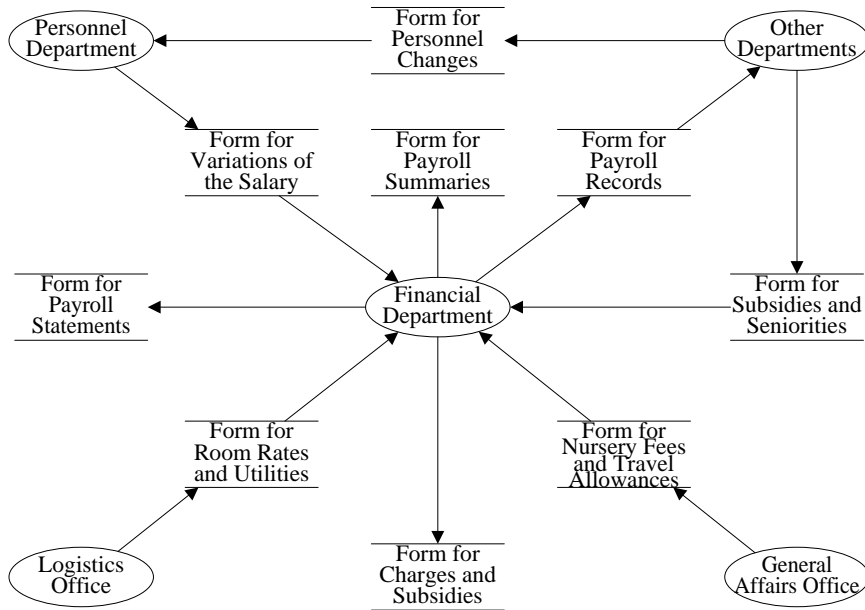 Personnel
Department
Form for
Personnel
Changes
Other
Departments
Form for
Variations of
the Salary
Form for
Payroll
Summaries
Form for
Payroll
Records
Form for
Payroll
Statements
Financial
Department
Form for
Subsidies and
Seniorities
Form for
Room Rates
and Utilities
Form for
Nursery Fees
and Travel
Allowances
Logistics
Office
Form for
Charges and
Subsidies
General
Affairs Office